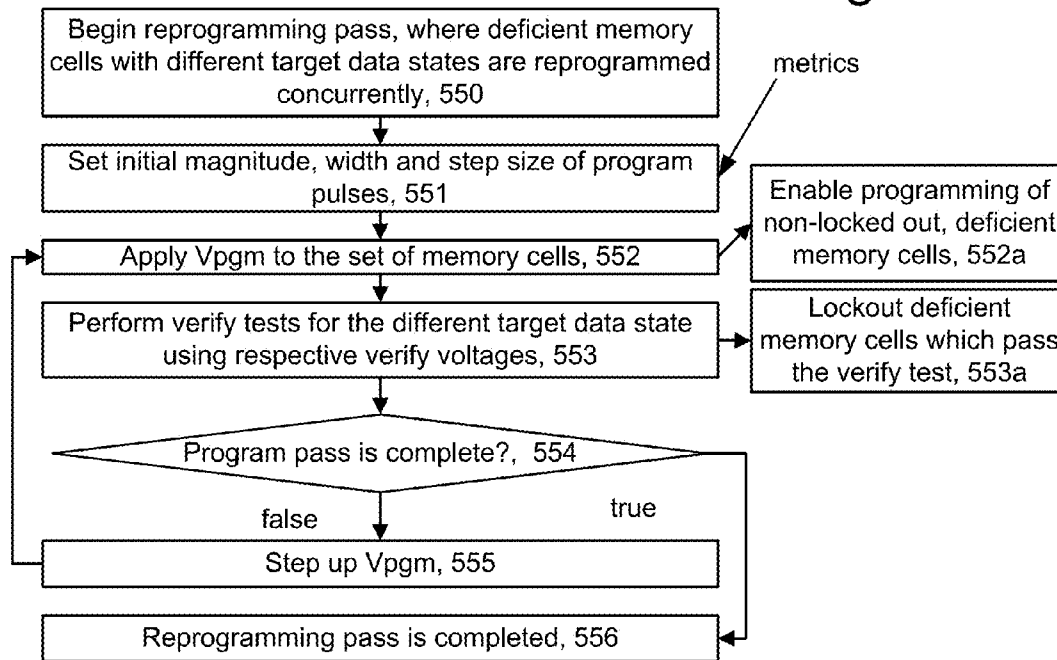 Begin reprogramming pass, where deficient memory
cells with different target data states are reprogrammed
concurrently, 550
metrics
Set initial magnitude, width and step size of program
pulses, 551
Enable programming of
non-locked out, deficient
memory cells, 552a
Apply Vpgm to the set of memory cells, 552
Perform verify tests for the different target data state
using respective verify voltages, 553
Lockout deficient
memory cells which pass
the verify test, 553a
Program pass is complete?, 554
false
true
Step up Vpgm, 555
Reprogramming pass is completed, 556